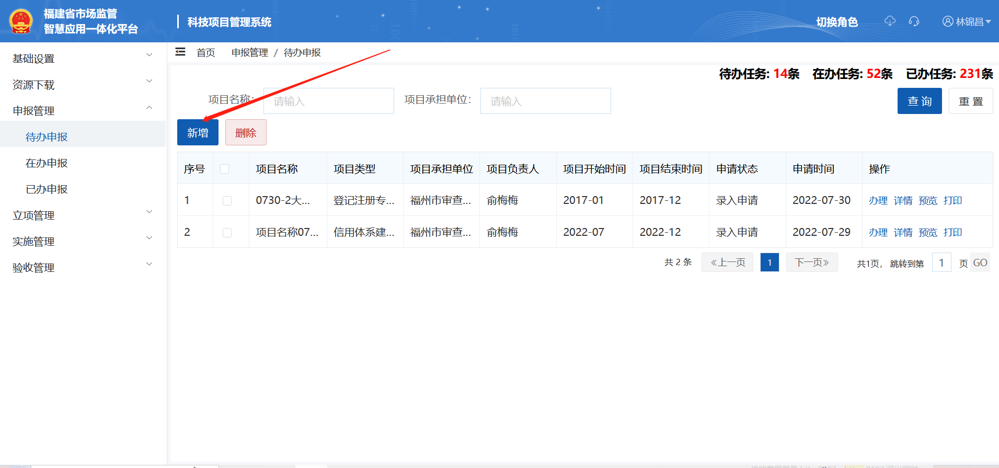 福建省市场监管
智慧应用一体化平台
科技项目管理系统
切换角色
林锦昌
基础设置
资源下载
申报管理
待办申报
在办申报
已办申报
立项管理
实施管理
验收管理
首页 申报管理 / 待办申报
待办任务: 14条 在办任务: 52条 已办任务: 231条
项目名称: 请输入 项目承担单位: 请输入 查 询 重 置
新增 删除
序号 项目名称 项目类型 项目承担单位 项目负责人 项目开始时间 项目结束时间 申请状态 申请时间 操作
1 0730-2大... 登记注册专... 福州市审查... 俞梅梅 2017-01 2017-12 录入申请 2022-07-30 办理 详情 预览 打印
2 项目名称07... 信用体系建... 福州市审查... 俞梅梅 2022-07 2022-12 录入申请 2022-07-29 办理 详情 预览 打印
共 2 条 «上一页 1 下一页» 共1页, 跳转到第 1 页 GO